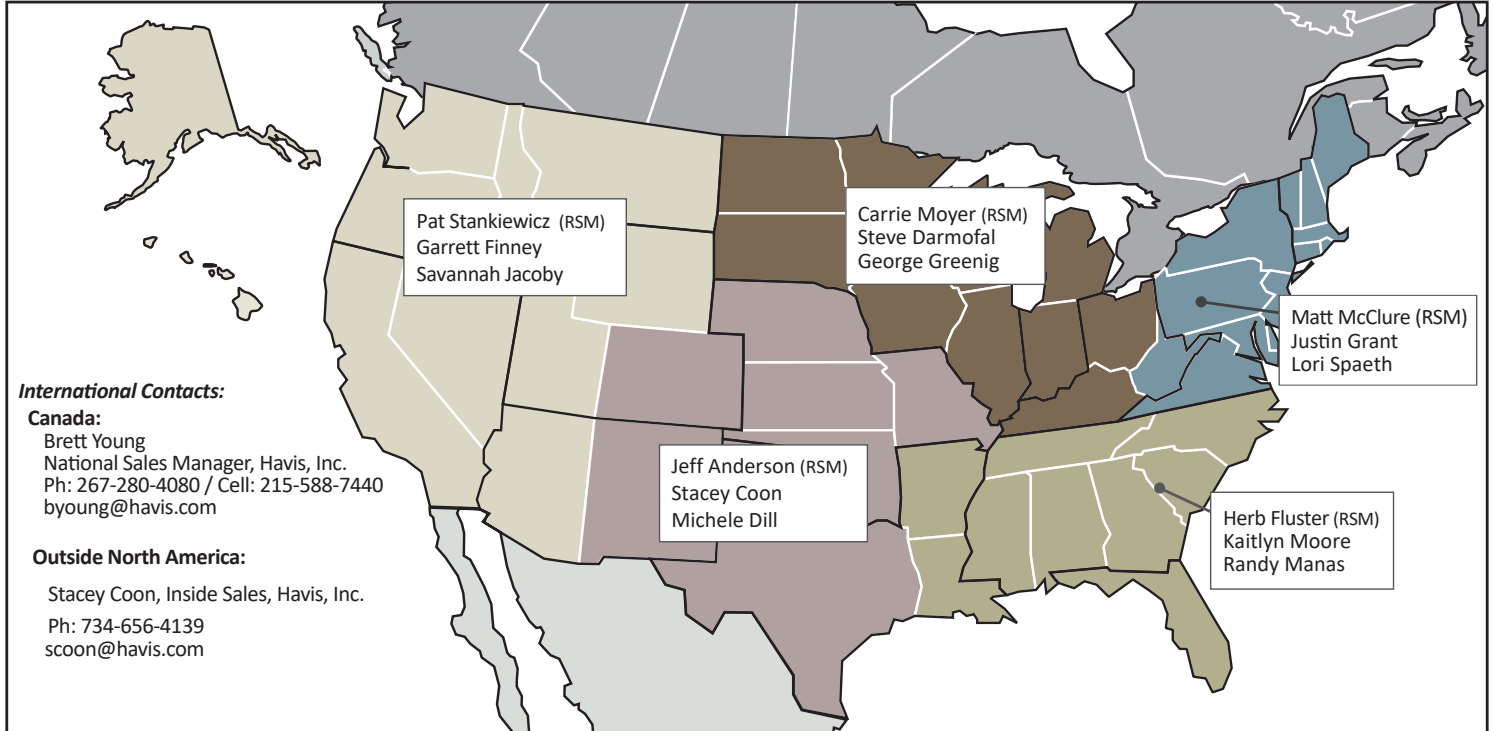 Pat Stankiewicz (RSM)
Garrett Finney
Savannah Jacoby
Carrie Moyer (RSM)
Steve Darmofal
George Greenig
Matt McClure (RSM)
Justin Grant
Lori Spaeth
Jeff Anderson (RSM)
Stacey Coon
Michele Dill
Herb Fluster (RSM)
Kaitlyn Moore
Randy Manas
International Contacts:
Canada:
Brett Young
National Sales Manager, Havis, Inc.
Ph: 267-280-4080 / Cell: 215-588-7440
byoung@havis.com
Outside North America:
Stacey Coon, Inside Sales, Havis, Inc.
Ph: 734-656-4139
scoon@havis.com